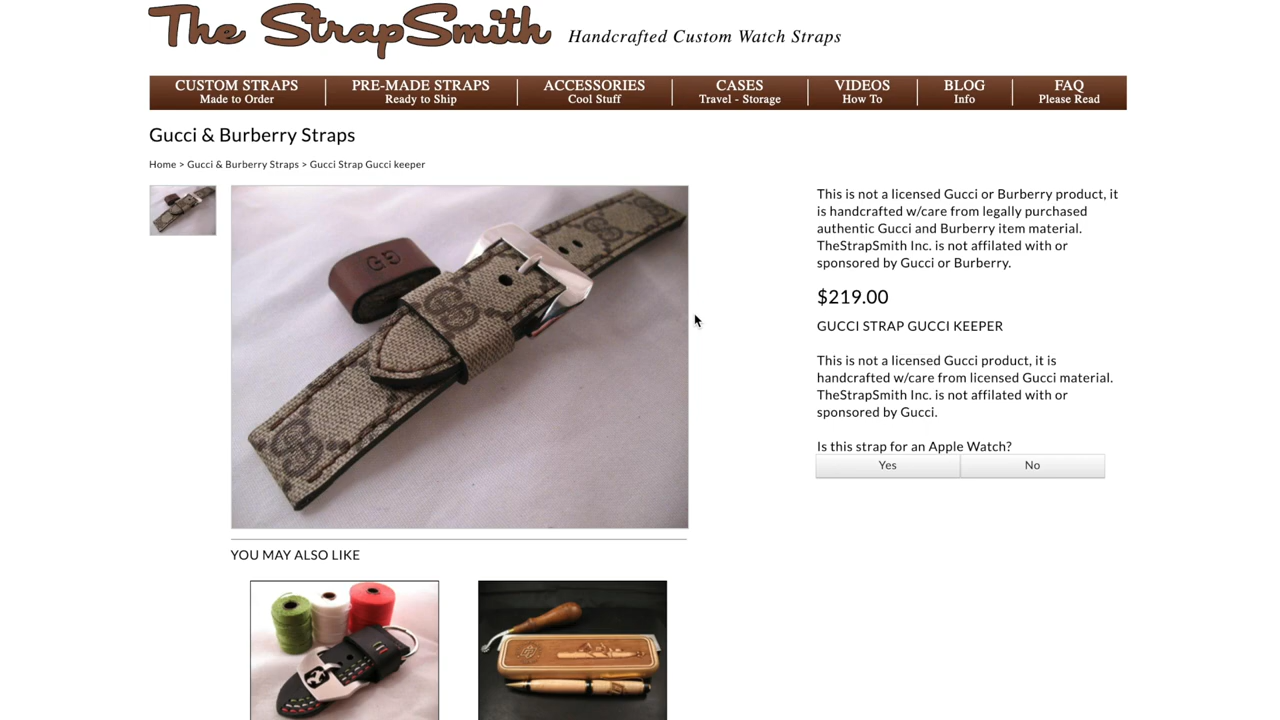 The StrapSmith
Handcrafted Custom Watch Straps
CUSTOM STRAPS
Made to Order
PRE-MADE STRAPS
Ready to Ship
ACCESSORIES
Cool Stuff
CASES
Travel - Storage
VIDEOS
How To
BLOG
Info
FAQ
Please Read
Gucci & Burberry Straps
Home > Gucci & Burberry Straps > Gucci Strap Gucci keeper
This is not a licensed Gucci or Burberry product, it
is handcrafted w/care from legally purchased
authentic Gucci and Burberry item material.
TheStrapSmith Inc. is not affilated with or
sponsored by Gucci or Burberry.
$219.00
GUCCI STRAP GUCCI KEEPER
This is not a licensed Gucci product, it is
handcrafted w/care from licensed Gucci material.
TheStrapSmith Inc. is not affilated with or
sponsored by Gucci.
Is this strap for an Apple Watch?
Yes
No
YOU MAY ALSO LIKE